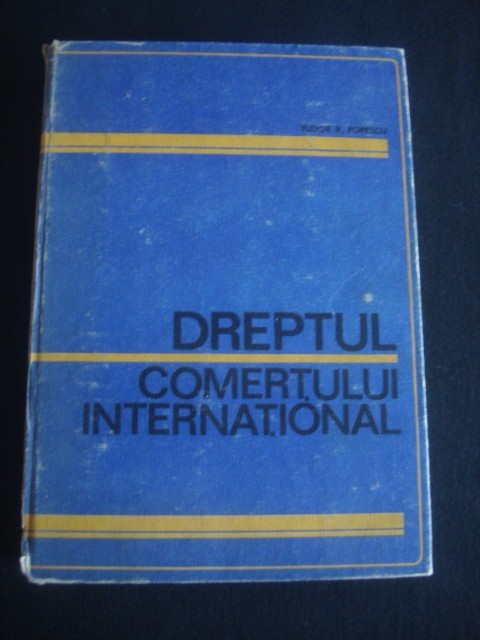 TUDOR R. POPESCU
DREPTUL
COMERȚULUI
INTERNAȚIONAL